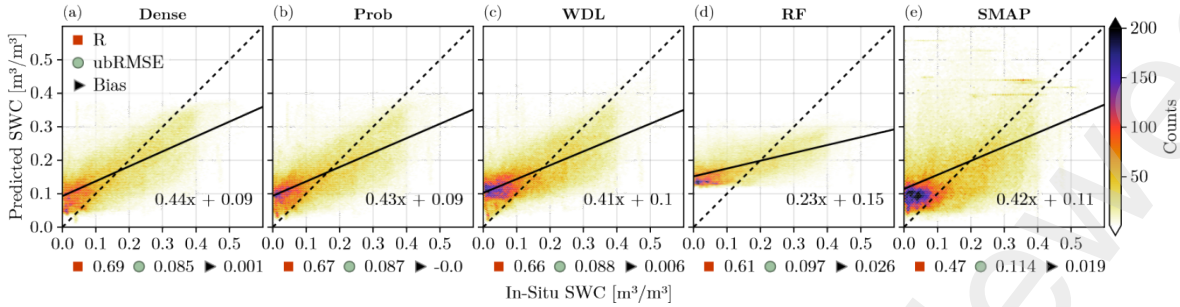 (a) Dense
(b) Prob
(c) WDL
(d) RF
(e) SMAP
R
ubRMSE
Bias
Predicted SWC [m³/m³]
0.6
0.5
0.4
0.3
0.2
0.1
0.0
0.44x + 0.09
0.43x + 0.09
0.41x + 0.1
0.23x + 0.15
0.42x + 0.11
200
150
100
50
Counts
0.0 0.1 0.2 0.3 0.4 0.5
0.0 0.1 0.2 0.3 0.4 0.5
0.0 0.1 0.2 0.3 0.4 0.5
0.0 0.1 0.2 0.3 0.4 0.5
0.0 0.1 0.2 0.3 0.4 0.5
0.69 0.085 0.001
0.67 0.087 -0.0
0.66 0.088 0.006
0.61 0.097 0.026
0.47 0.114 0.019
In-Situ SWC [m³/m³]